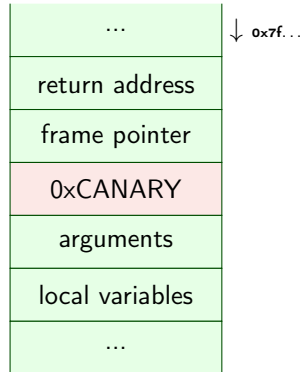 ...
↓ 0x7f...
return address
frame pointer
0xCANARY
arguments
local variables
...